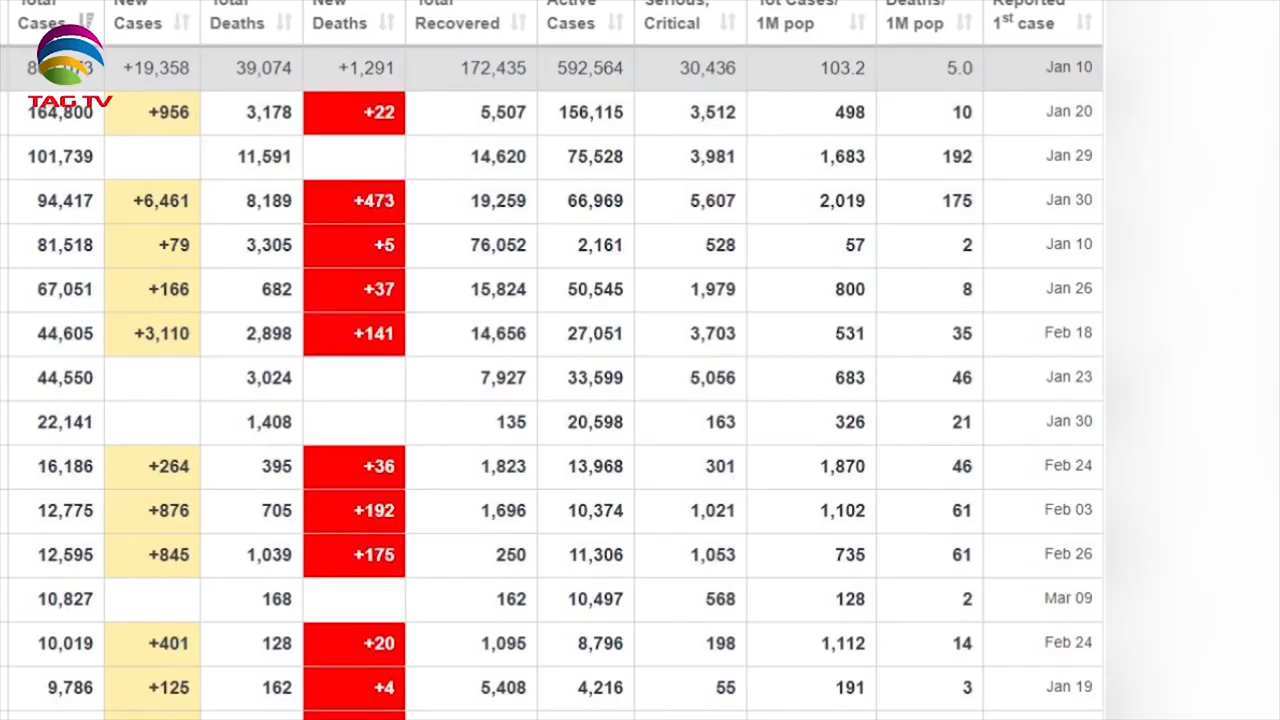 Total New Total New Total Active Serious, Tot Cases/ Deaths/ Reported
Cases Cases Deaths Deaths Recovered Cases Critical 1M pop 1M pop 1st case
TAG TV
+19,358 39,074 +1,291 172,435 592,564 30,436 103.2 5.0 Jan 10
164,800 +956 3,178 +22 5,507 156,115 3,512 498 10 Jan 20
101,739 11,591 14,620 75,528 3,981 1,683 192 Jan 29
94,417 +6,461 8,189 +473 19,259 66,969 5,607 2,019 175 Jan 30
81,518 +79 3,305 +5 76,052 2,161 528 57 2 Jan 10
67,051 +166 682 +37 15,824 50,545 1,979 800 8 Jan 26
44,605 +3,110 2,898 +141 14,656 27,051 3,703 531 35 Feb 18
44,550 3,024 7,927 33,599 5,056 683 46 Jan 23
22,141 1,408 135 20,598 163 326 21 Jan 30
16,186 +264 395 +36 1,823 13,968 301 1,870 46 Feb 24
12,775 +876 705 +192 1,696 10,374 1,021 1,102 61 Feb 03
12,595 +845 1,039 +175 250 11,306 1,053 735 61 Feb 26
10,827 168 162 10,497 568 128 2 Mar 09
10,019 +401 128 +20 1,095 8,796 198 1,112 14 Feb 24
9,786 +125 162 +4 5,408 4,216 55 191 3 Jan 19